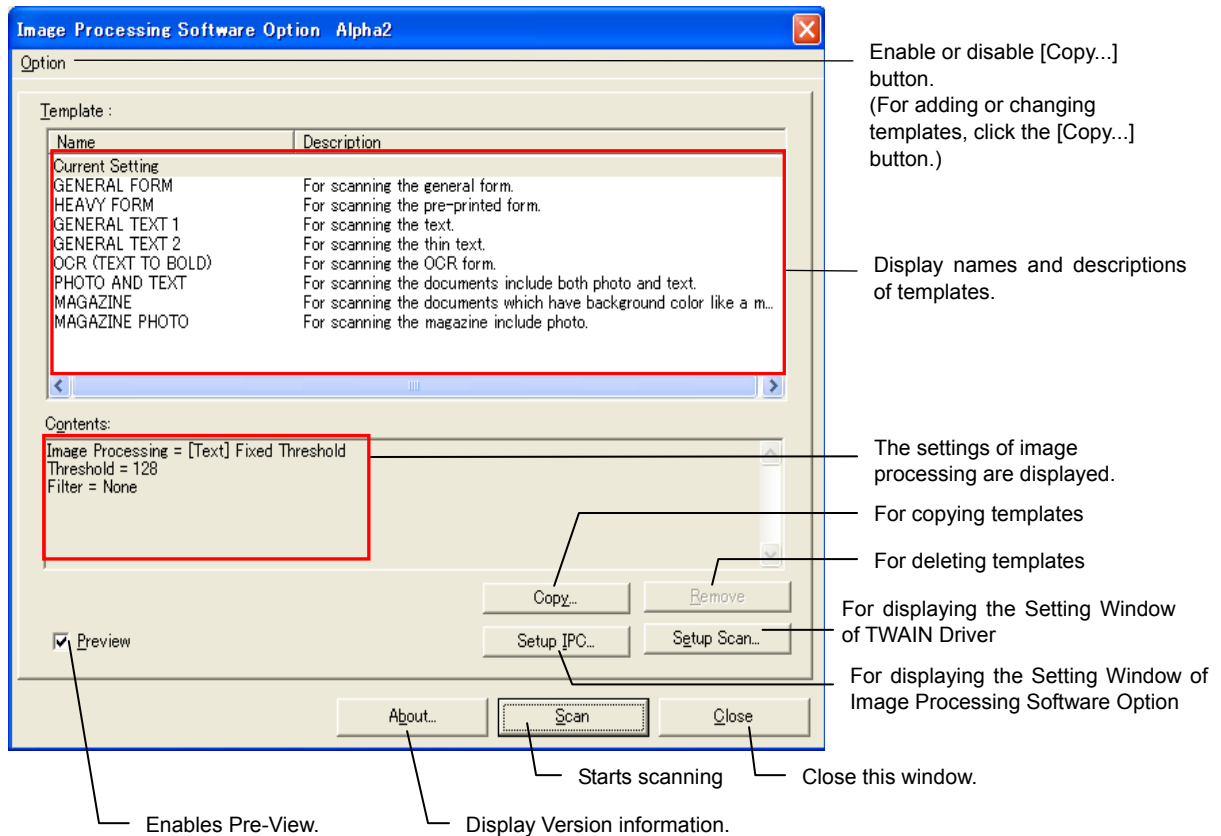 Image Processing Software Option Alpha2
Option
Enable or disable [Copy...]
button.
(For adding or changing
templates, click the [Copy...]
button.)
Template :
Name Description
Current Setting
GENERAL FORM For scanning the general form.
HEAVY FORM For scanning the pre-printed form.
GENERAL TEXT 1 For scanning the text.
GENERAL TEXT 2 For scanning the thin text.
OCR (TEXT TO BOLD) For scanning the OCR form.
PHOTO AND TEXT For scanning the documents include both photo and text.
MAGAZINE For scanning the documents which have background color like a m...
MAGAZINE PHOTO For scanning the magazine include photo.
Display names and descriptions
of templates.
Contents:
Image Processing = [Text] Fixed Threshold
Threshold = 128
Filter = None
The settings of image
processing are displayed.
For copying templates
For deleting templates
Copy... Remove
For displaying the Setting Window
of TWAIN Driver
Preview Setup IPC... Setup Scan...
For displaying the Setting Window of
Image Processing Software Option
About... Scan Close
Starts scanning Close this window.
Enables Pre-View. Display Version information.